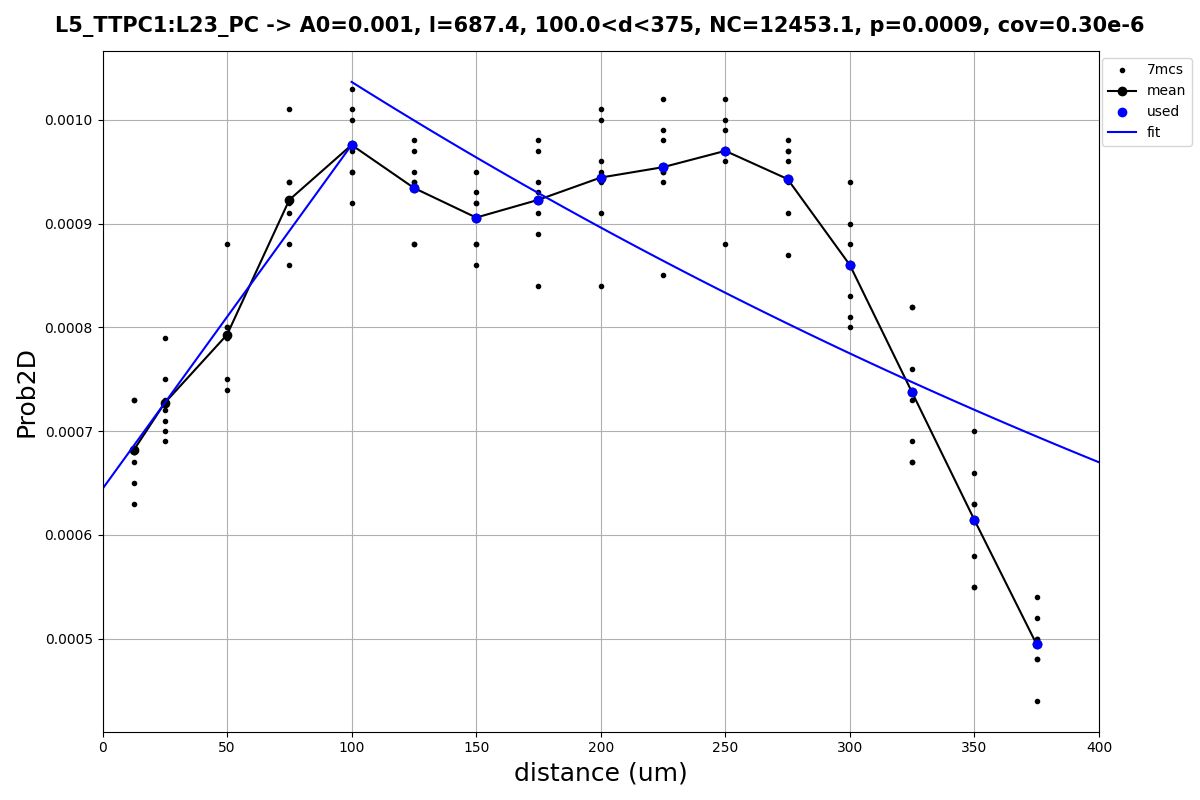 L5_TTPC1:L23_PC -> A0=0.001, l=687.4, 100.0<d<375, NC=12453.1, p=0.0009, cov=0.30e-6
7mcs
mean
used
fit
0.0010
0.0009
0.0008
0.0007
0.0006
0.0005
Prob2D
0 50 100 150 200 250 300 350 400
distance (um)